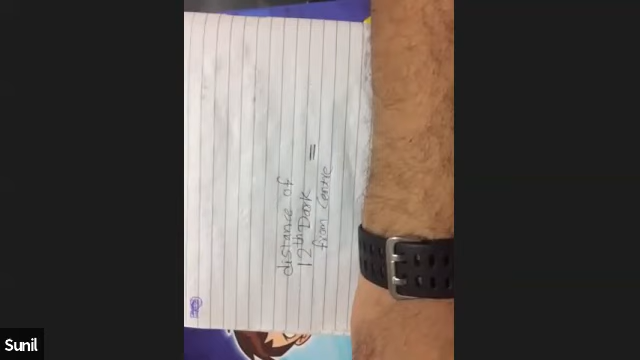 distance of
12th Dark =
from Centre
Sunil